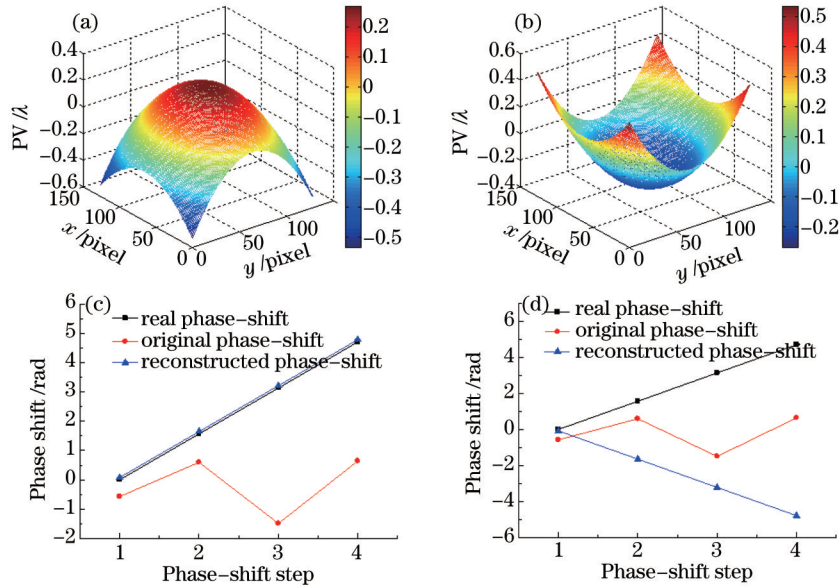 (a)
0.4
0.2
0
−0.2
−0.4
−0.6
PV /λ
150
100
50
0
x /pixel
0
50
100
y /pixel
0.2
0.1
0
−0.1
−0.2
−0.3
−0.4
−0.5
(b)
0.6
0.4
0.2
0
−0.2
−0.4
PV /λ
150
100
50
0
x /pixel
0
50
100
y /pixel
0.5
0.4
0.3
0.2
0.1
0
−0.1
−0.2
(c)
real phase−shift
original phase−shift
reconstructed phase−shift
6
5
4
3
2
1
0
−1
−2
Phase shift /rad
1 2 3 4
Phase−shift step
(d)
real phase−shift
original phase−shift
reconstructed phase−shift
6
4
2
0
−2
−4
−6
Phase shift /rad
1 2 3 4
Phase−shift step